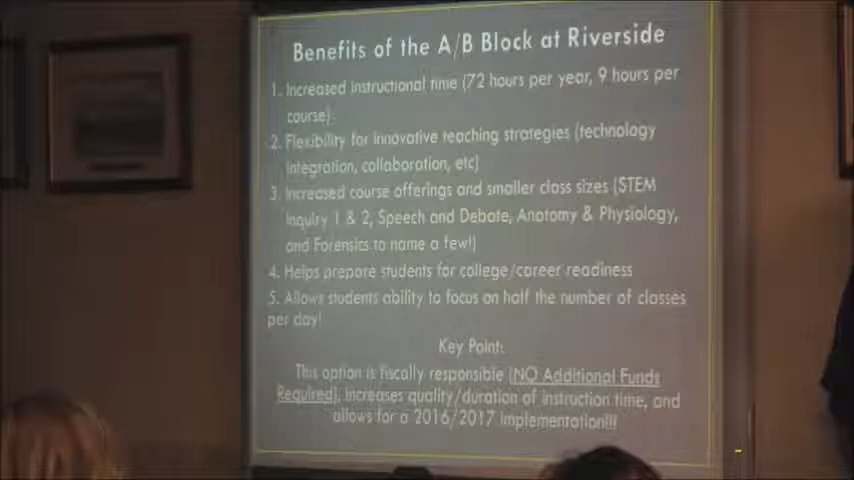 Benefits of the A/B Block at Riverside
1. Increased instructional time (72 hours per year, 9 hours per
course)
2. Flexibility for innovative teaching strategies (technology
integration, collaboration, etc)
3. Increased course offerings and smaller class sizes (STEM
Inquiry 1 & 2, Speech and Debate, Anatomy & Physiology,
and Forensics to name a few!)
4. Helps prepare students for college/career readiness
5. Allows students ability to focus on half the number of classes
per day!
Key Point:
This option is fiscally responsible (NO Additional Funds
Required), increases quality/duration of instruction time, and
allows for a 2016/2017 implementation!!!